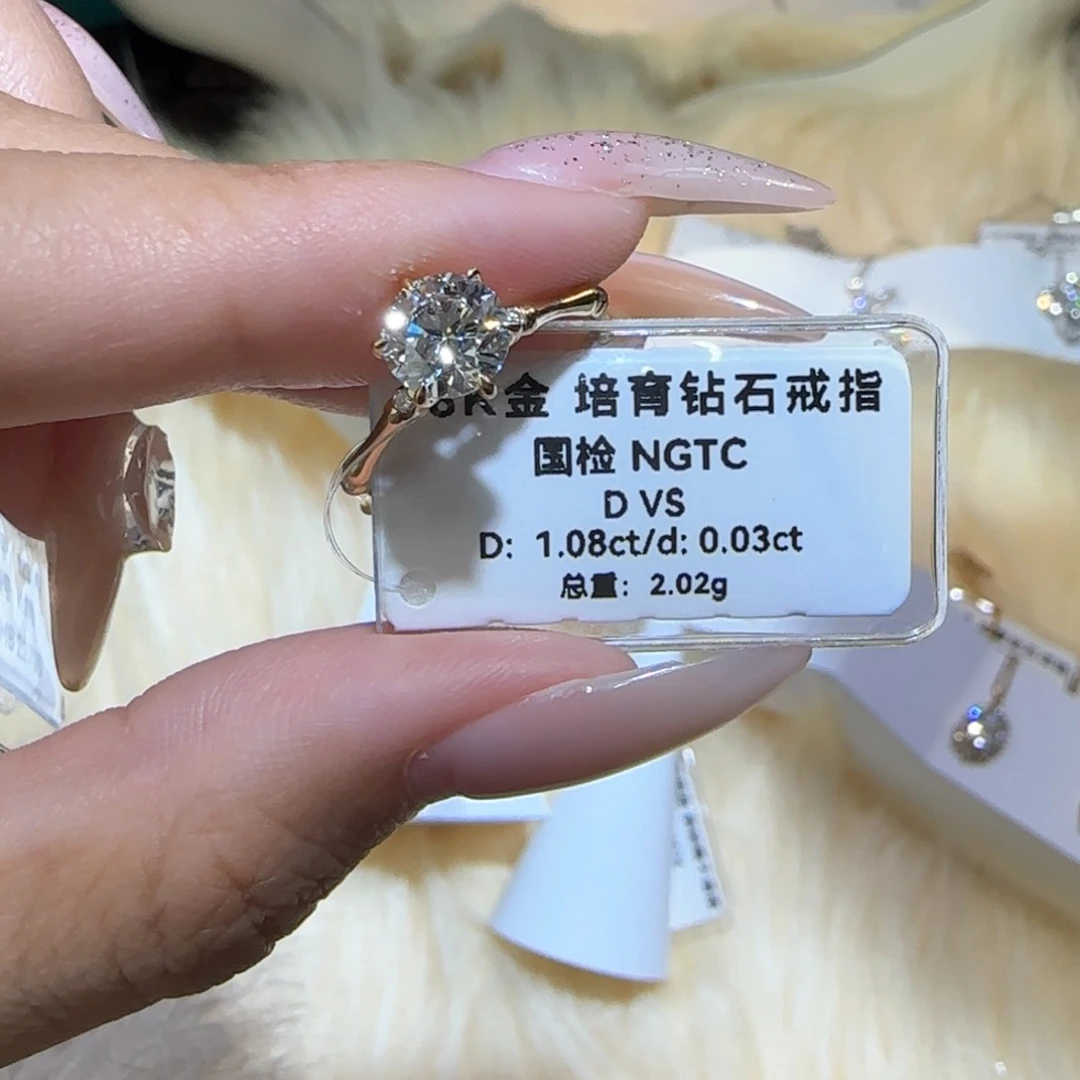 8K金 培育钻石戒指
国检 NGTC
D VS
D: 1.08ct/d: 0.03ct
总重: 2.02g